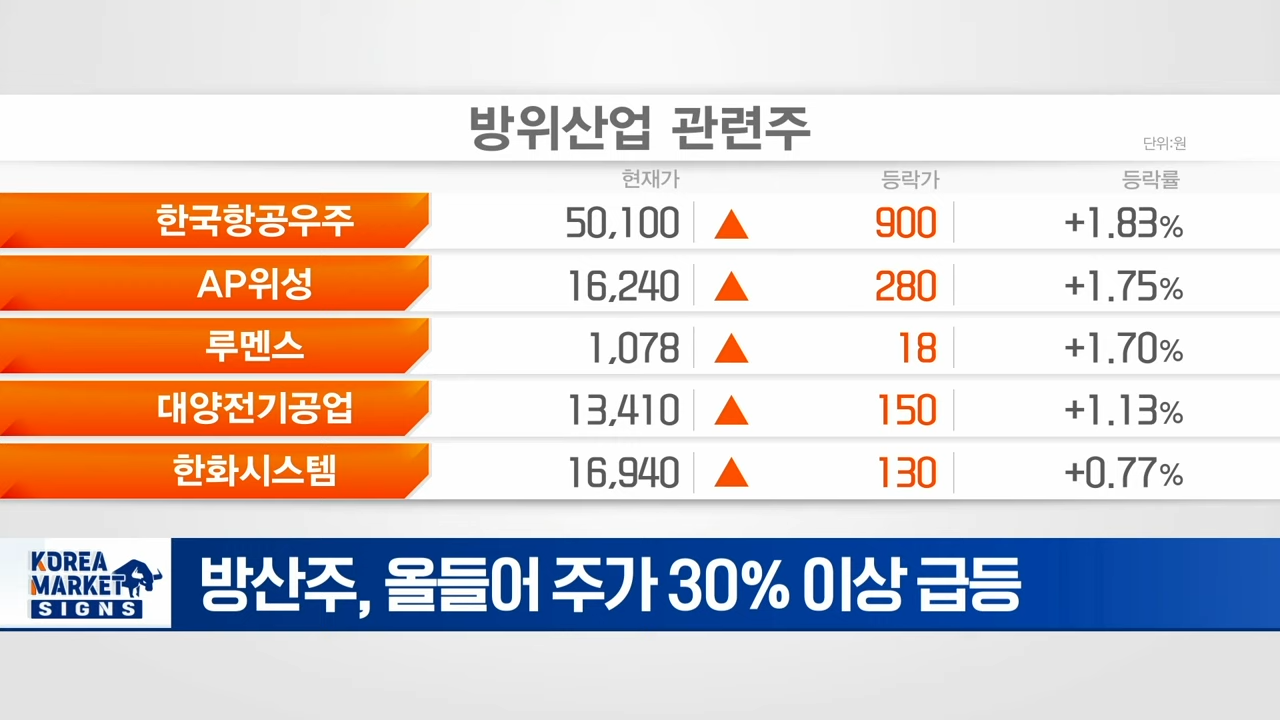 방위산업 관련주
단위:원
현재가 등락가 등락률
한국항공우주 50,100 ▲ 900 +1.83%
AP위성 16,240 ▲ 280 +1.75%
루멘스 1,078 ▲ 18 +1.70%
대양전기공업 13,410 ▲ 150 +1.13%
한화시스템 16,940 ▲ 130 +0.77%
KOREA
MARKET
SIGNS
방산주, 올들어 주가 30% 이상 급등